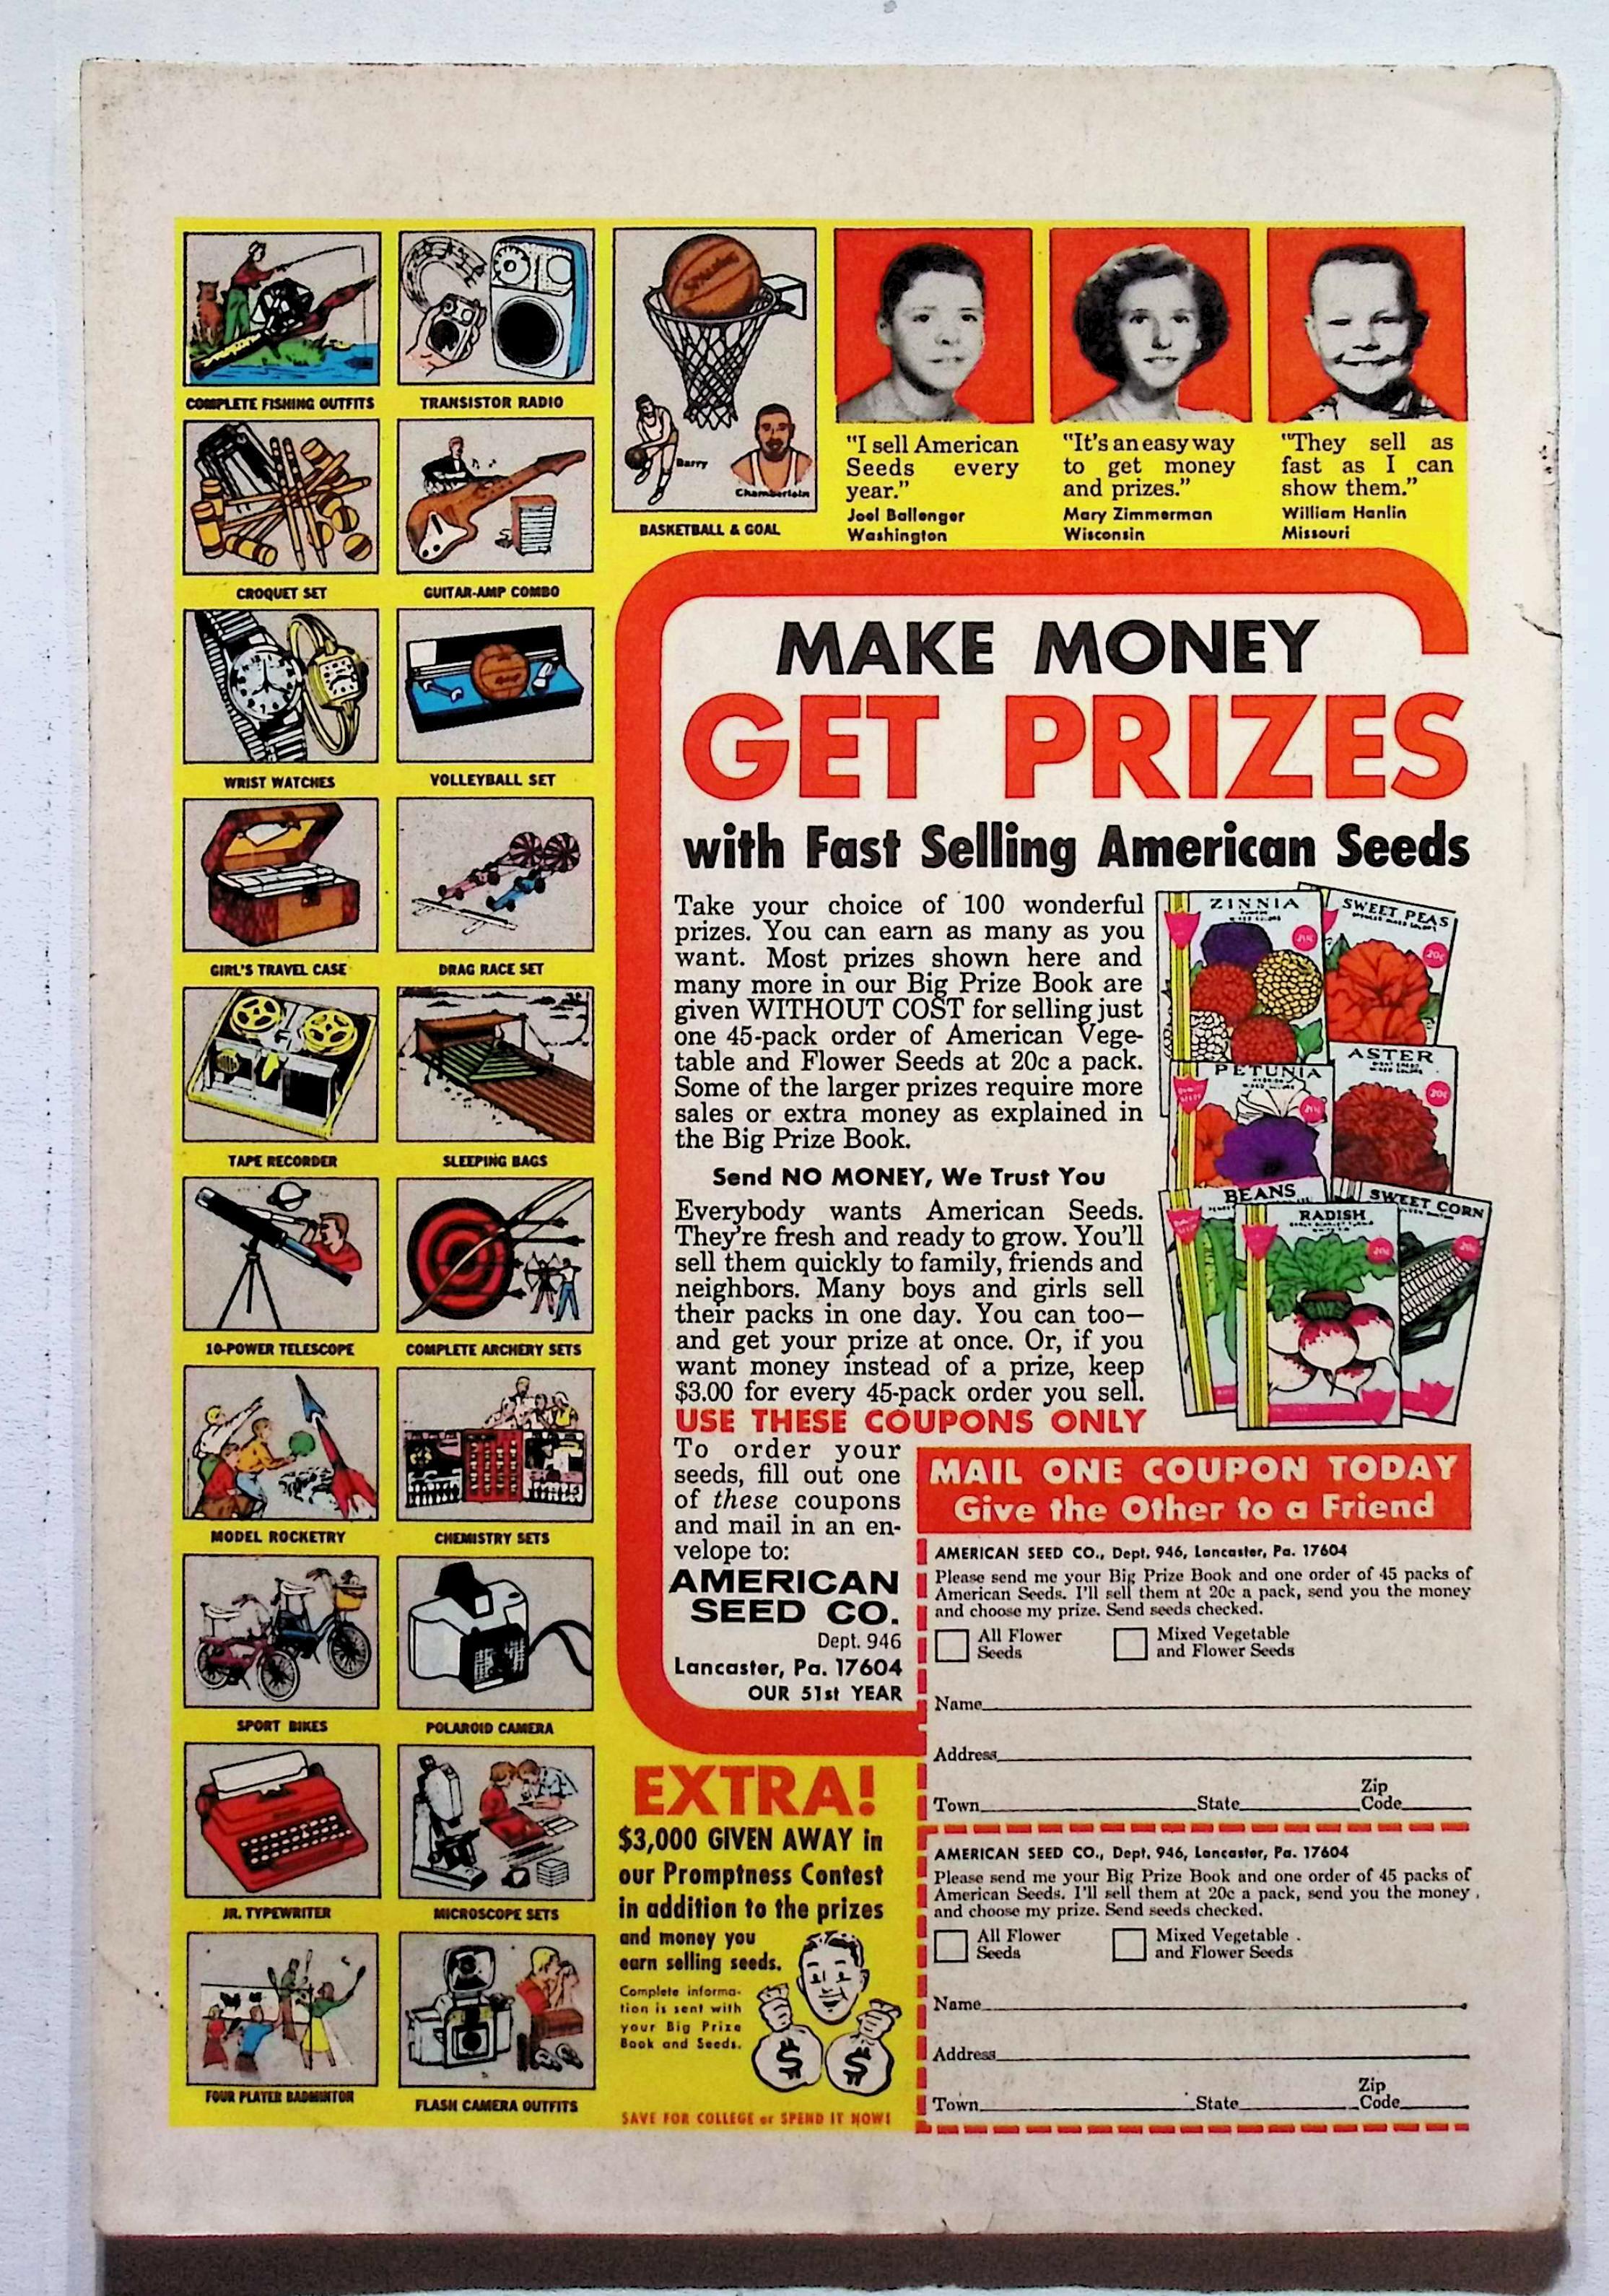 COMPLETE FISHING OUTFITS
TRANSISTOR RADIO
CROQUET SET
GUITAR-AMP COMBO
WRIST WATCHES
VOLLEYBALL SET
GIRL'S TRAVEL CASE
DRAG RACE SET
TAPE RECORDER
SLEEPING BAGS
10-POWER TELESCOPE
COMPLETE ARCHERY SETS
MODEL ROCKETRY
CHEMISTRY SETS
SPORT BIKES
POLAROID CAMERA
JR. TYPEWRITER
MICROSCOPE SETS
FOUR PLAYER BADMINTON
FLASH CAMERA OUTFITS
SPALDING
Barry
Chamberlain
BASKETBALL & GOAL
"I sell American
Seeds every
year."
Joel Ballenger
Washington
"It's an easy way
to get money
and prizes."
Mary Zimmerman
Wisconsin
"They sell as
fast as I can
show them."
William Hanlin
Missouri
MAKE MONEY
GET PRIZES
with Fast Selling American Seeds
Take your choice of 100 wonderful
prizes. You can earn as many as you
want. Most prizes shown here and
many more in our Big Prize Book are
given WITHOUT COST for selling just
one 45-pack order of American Vege-
table and Flower Seeds at 20c a pack.
Some of the larger prizes require more
sales or extra money as explained in
the Big Prize Book.
Send NO MONEY, We Trust You
Everybody wants American Seeds.
They're fresh and ready to grow. You'll
sell them quickly to family, friends and
neighbors. Many boys and girls sell
their packs in one day. You can too—
and get your prize at once. Or, if you
want money instead of a prize, keep
$3.00 for every 45-pack order you sell.
USE THESE COUPONS ONLY
To order your
seeds, fill out one
of these coupons
and mail in an en-
velope to:
AMERICAN
SEED CO.
Dept. 946
Lancaster, Pa. 17604
OUR 51st YEAR
ZINNIA
20c
SWEET PEAS
20c
PETUNIA
20c
ASTER
20c
BEANS
RADISH
20c
SWEET CORN
20c
MAIL ONE COUPON TODAY
Give the Other to a Friend
AMERICAN SEED CO., Dept. 946, Lancaster, Pa. 17604
Please send me your Big Prize Book and one order of 45 packs of
American Seeds. I'll sell them at 20c a pack, send you the money
and choose my prize. Send seeds checked.
All Flower
Seeds
Mixed Vegetable
and Flower Seeds
Name
Address
Town State Zip Code
AMERICAN SEED CO., Dept. 946, Lancaster, Pa. 17604
Please send me your Big Prize Book and one order of 45 packs of
American Seeds. I'll sell them at 20c a pack, send you the money
and choose my prize. Send seeds checked.
All Flower
Seeds
Mixed Vegetable
and Flower Seeds
Name
Address
Town State Zip Code
EXTRA!
$3,000 GIVEN AWAY in
our Promptness Contest
in addition to the prizes
and money you
earn selling seeds.
Complete informa-
tion is sent with
your Big Prize
Book and Seeds.
$ $
SAVE FOR COLLEGE or SPEND IT NOW!